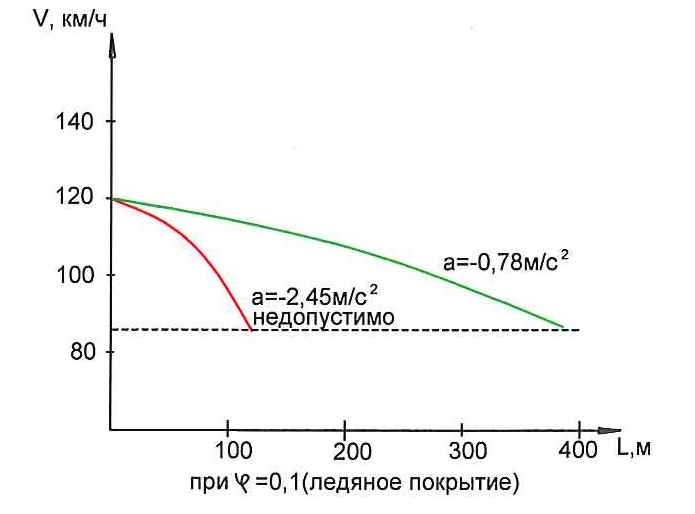 V, км/ч
140
120
100
80
a=-0,78м/с²
a=-2,45м/с²
недопустимо
100 200 300 400 L,м
при φ=0,1(ледяное покрытие)